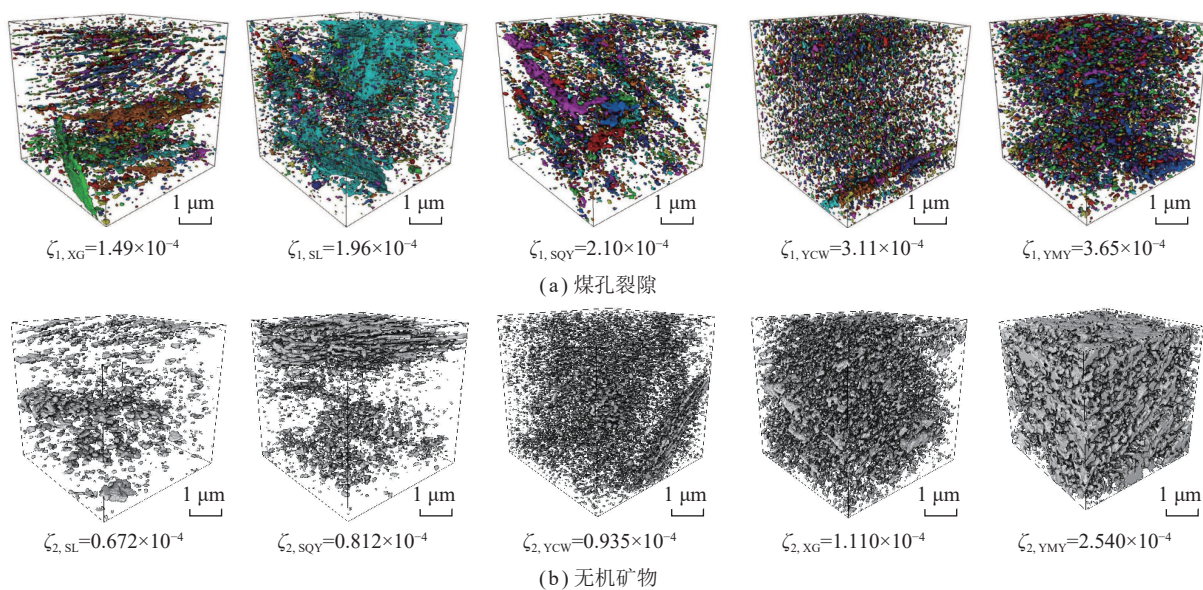 1 μm 1 μm 1 μm 1 μm 1 μm
ζ1, XG=1.49×10⁻⁴ ζ1, SL=1.96×10⁻⁴ ζ1, SQY=2.10×10⁻⁴ ζ1, YCW=3.11×10⁻⁴ ζ1, YMY=3.65×10⁻⁴
(a) 煤孔裂隙
1 μm 1 μm 1 μm 1 μm 1 μm
ζ2, SL=0.672×10⁻⁴ ζ2, SQY=0.812×10⁻⁴ ζ2, YCW=0.935×10⁻⁴ ζ2, XG=1.110×10⁻⁴ ζ2, YMY=2.540×10⁻⁴
(b) 无机矿物